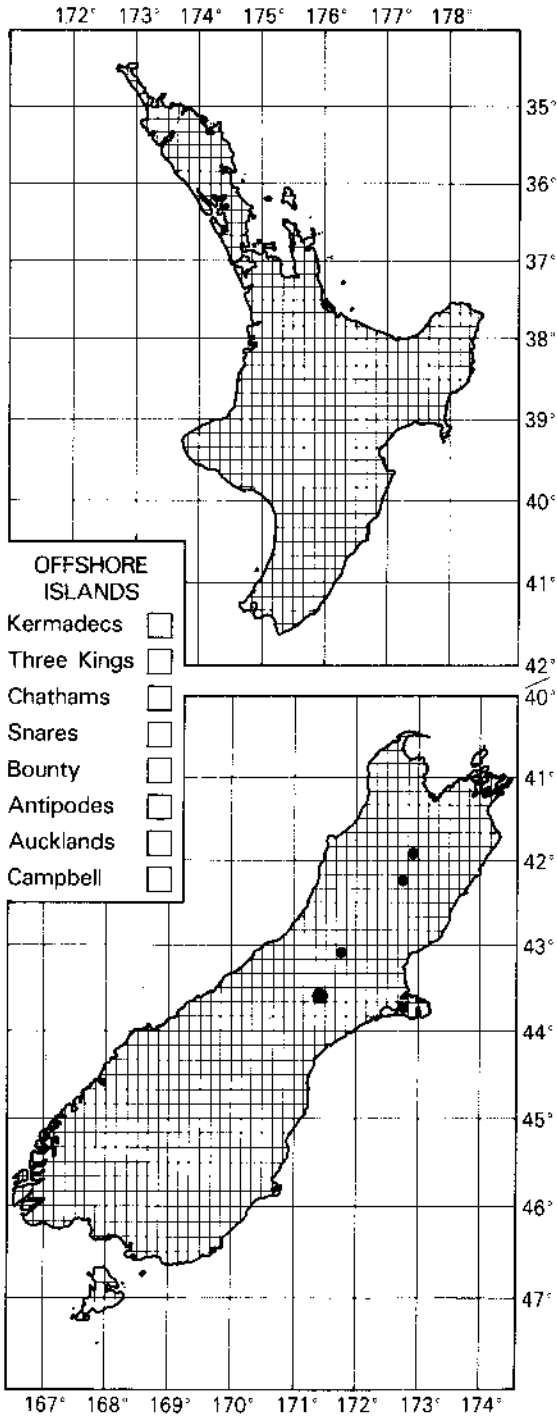 172° 173° 174° 175° 176° 177° 178°
35°
36°
37°
38°
39°
40°
41°
42°
OFFSHORE
ISLANDS
Kermadecs
Three Kings
Chathams
Snares
Bounty
Antipodes
Aucklands
Campbell
40°
41°
42°
43°
44°
45°
46°
47°
167° 168° 169° 170° 171° 172° 173° 174°